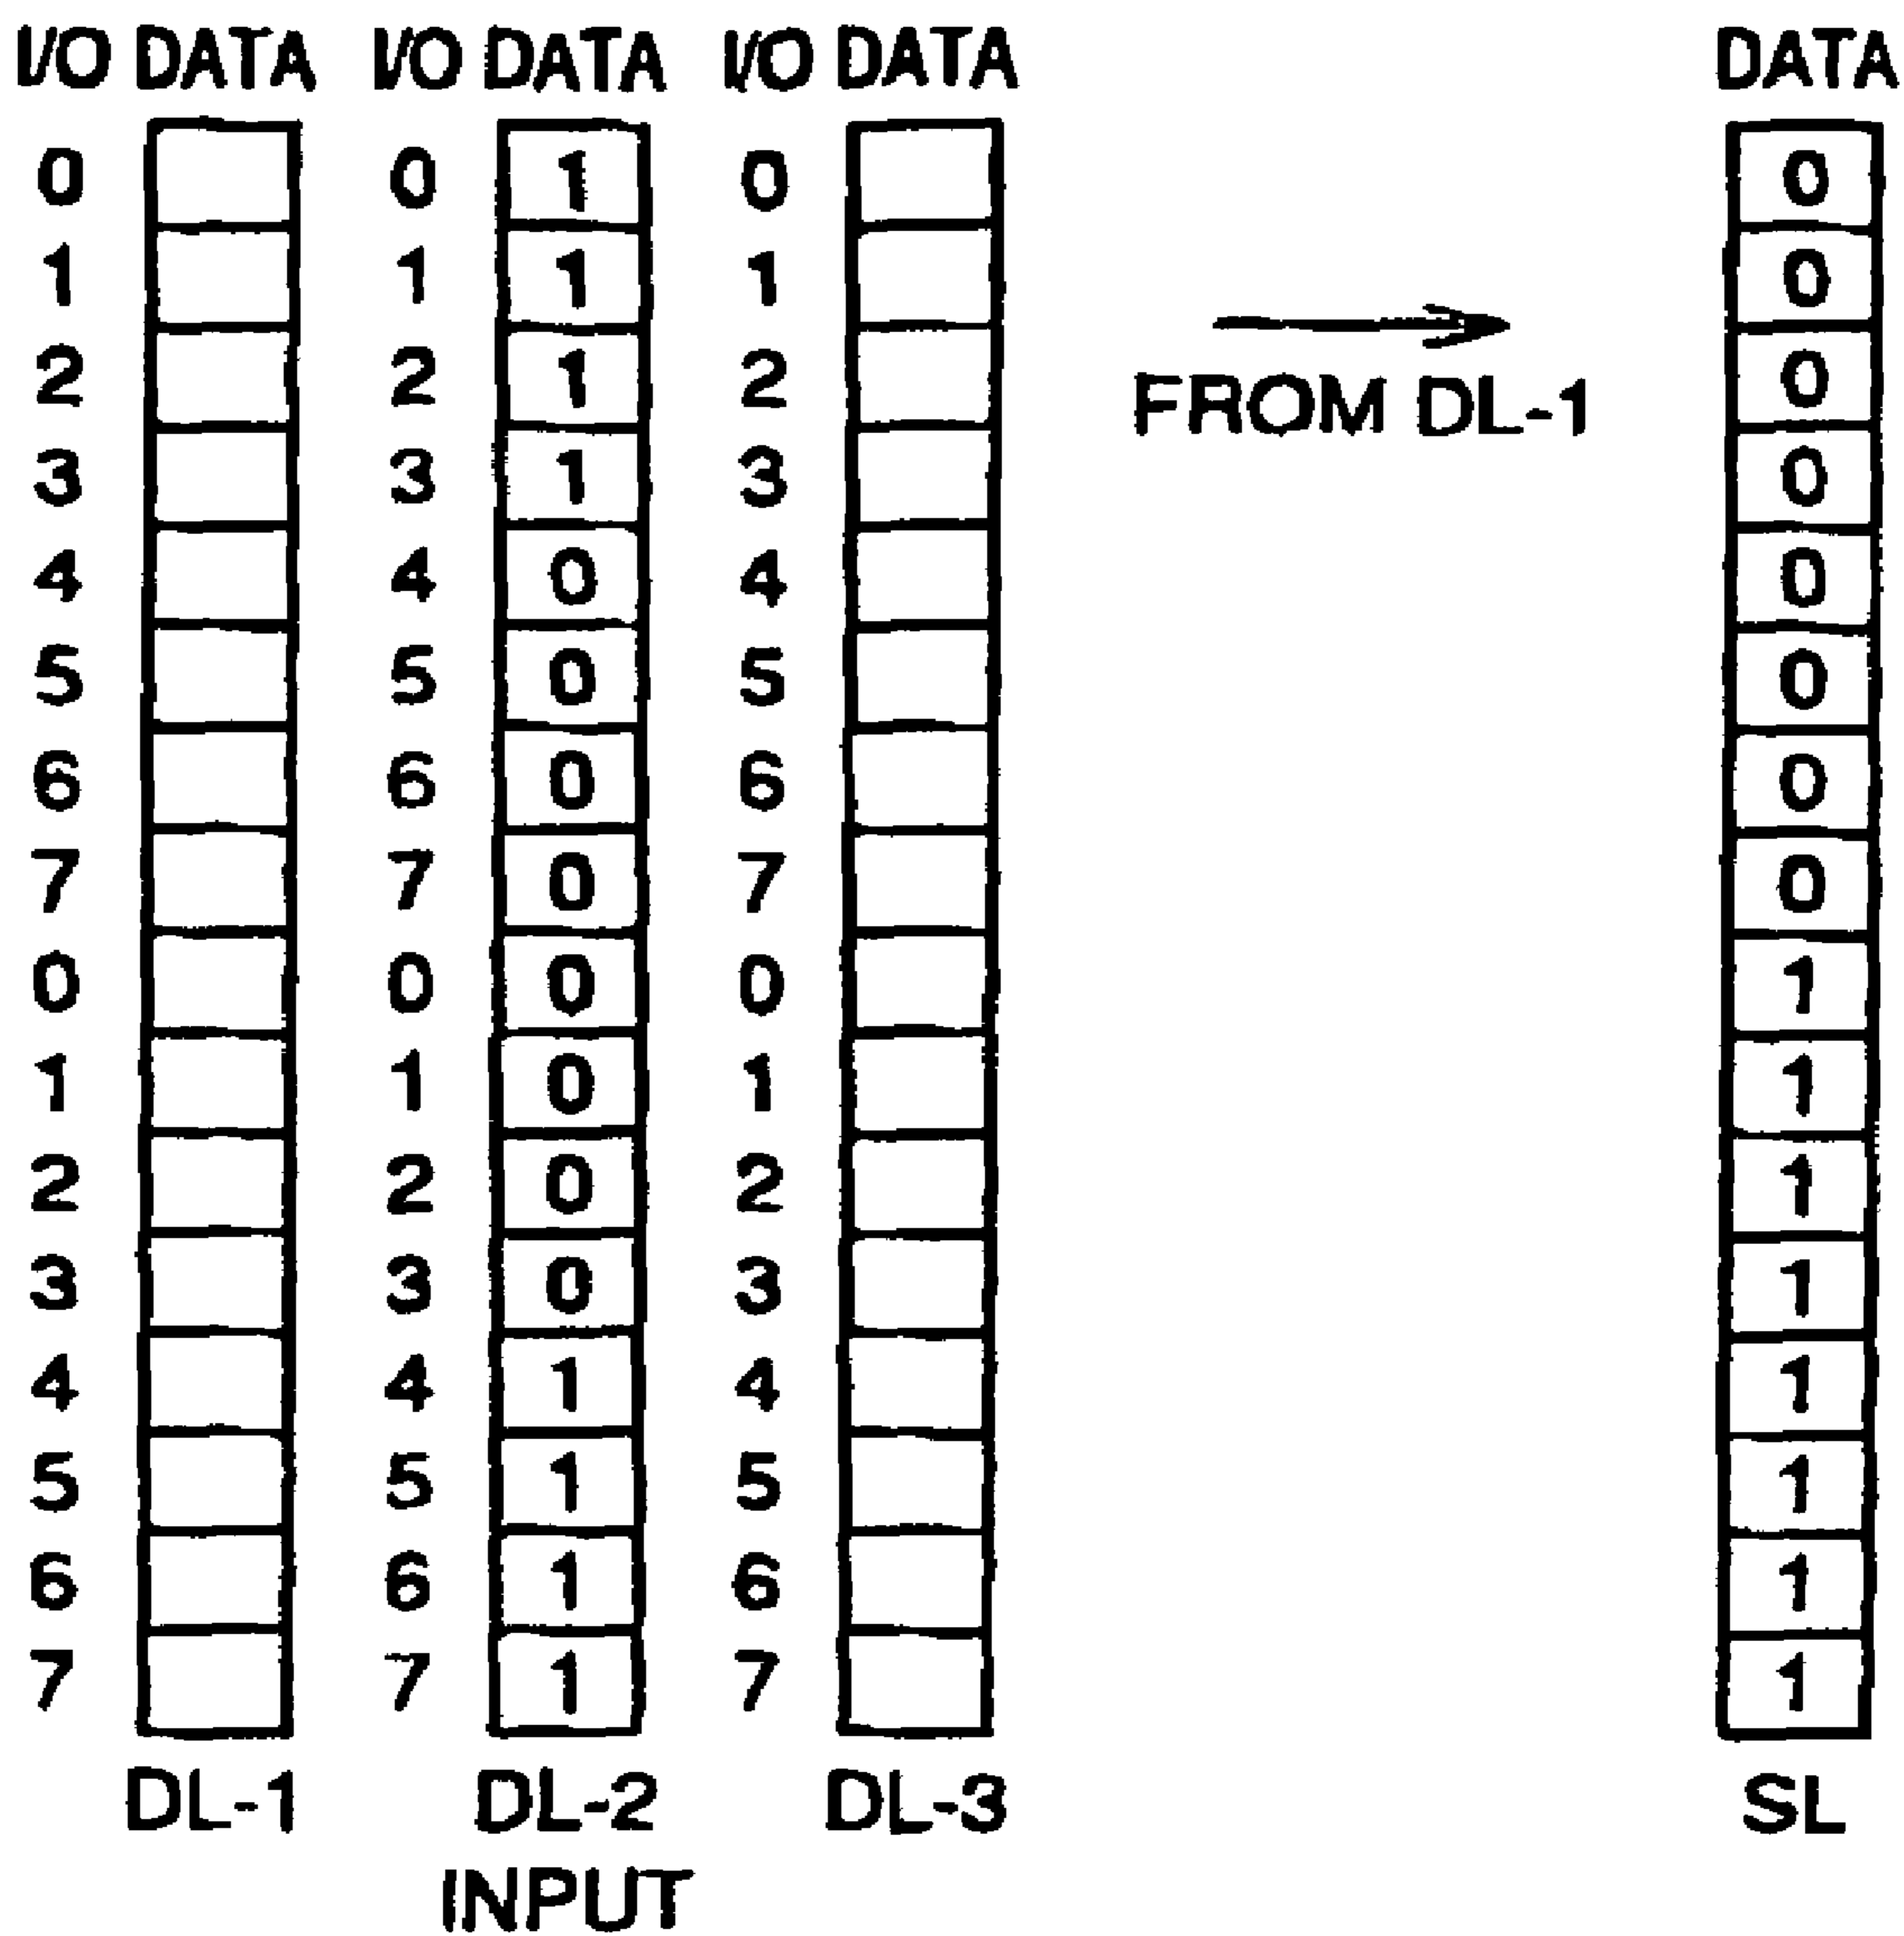 I/O DATA I/O DATA I/O DATA DATA
0 0 1 0 0
1 1 1 1 0
2 2 1 2 0
FROM DL-1
3 3 1 3 0
4 4 0 4 0
5 5 0 5 0
6 6 0 6 0
7 7 0 7 0
0 0 0 0 1
1 1 0 1 1
2 2 0 2 1
3 3 0 3 1
4 4 1 4 1
5 5 1 5 1
6 6 1 6 1
7 7 1 7 1
DL-1 DL-2 DL-3 SL
INPUT